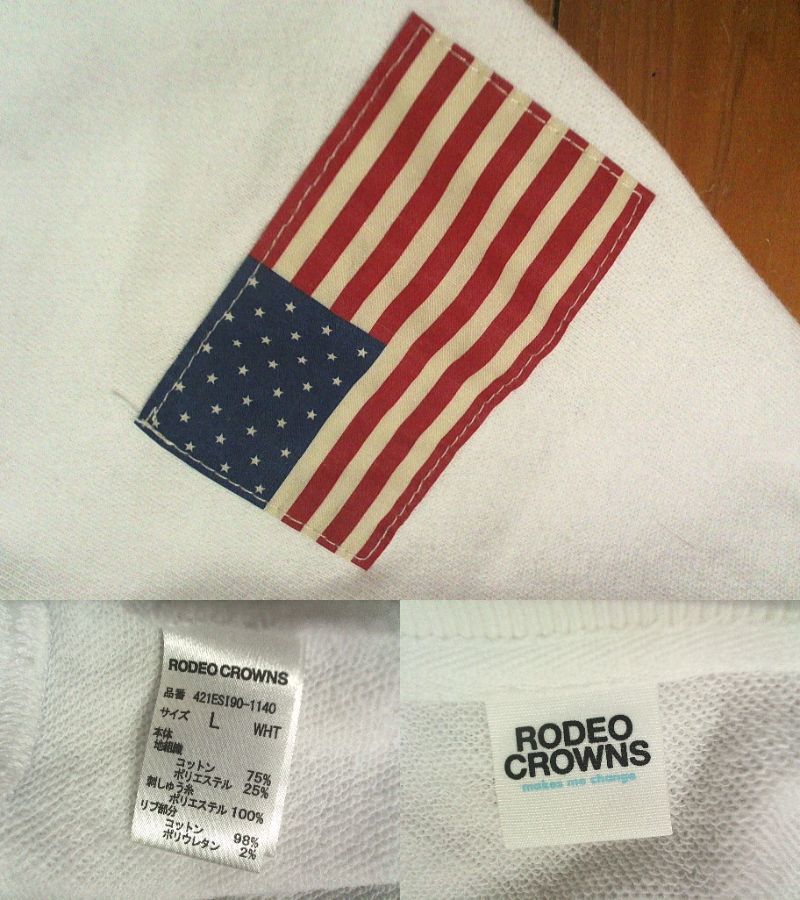 RODEO CROWNS
品番 421ESI90-1140
サイズ L WHT
本体
地組織
コットン 75%
ポリエステル 25%
刺しゅう糸
ポリエステル 100%
リブ部分
コットン 98%
ポリウレタン 2%
RODEO
CROWNS
makes me change